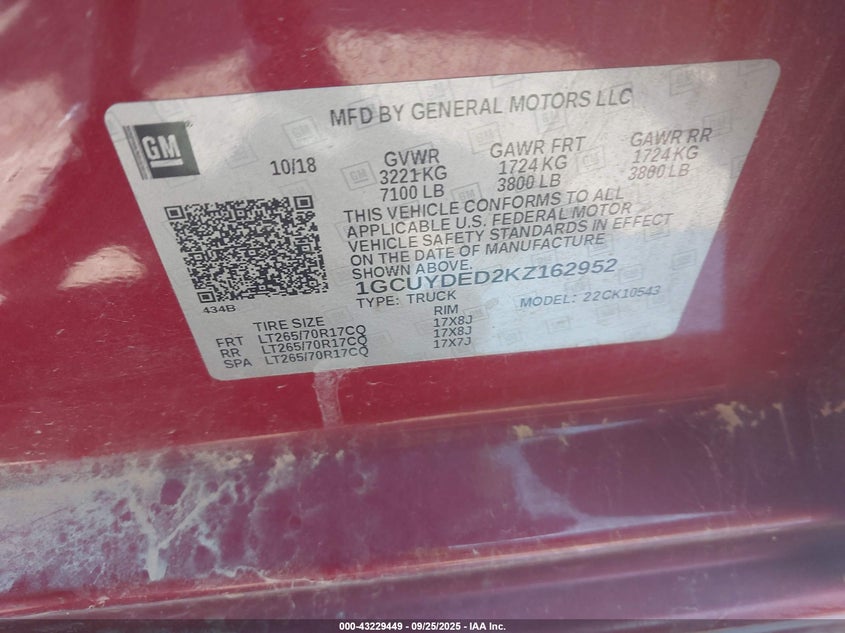 MFD BY GENERAL MOTORS LLC
GM
10/18
GVWR
3221 KG
7100 LB
GAWR FRT
1724 KG
3800 LB
GAWR RR
1724 KG
3800 LB
THIS VEHICLE CONFORMS TO ALL
APPLICABLE U.S. FEDERAL MOTOR
VEHICLE SAFETY STANDARDS IN EFFECT
ON THE DATE OF MANUFACTURE
SHOWN ABOVE.
1GCUYDED2KZ162952
434B
TYPE: TRUCK
MODEL: 22CK10543
TIRE SIZE RIM
FRT LT265/70R17CQ 17X8J
RR LT265/70R17CQ 17X8J
SPA LT265/70R17CQ 17X7J
000-43229449 - 09/25/2025 - IAA Inc.